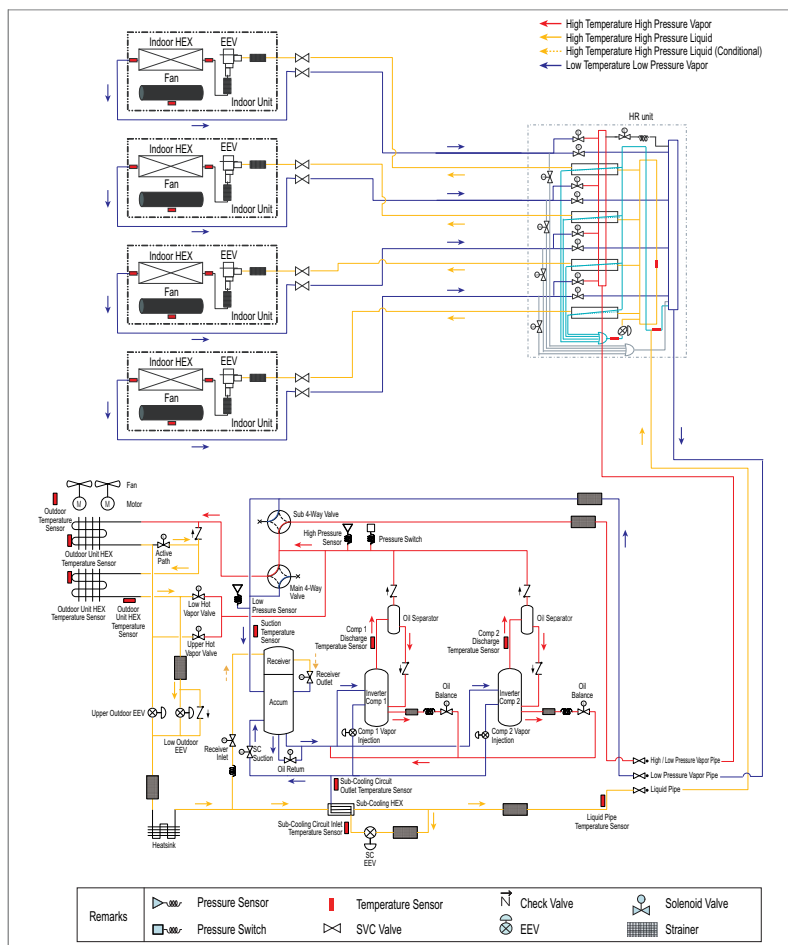 High Temperature High Pressure Vapor
High Temperature High Pressure Liquid
High Temperature High Pressure Liquid (Conditional)
Low Temperature Low Pressure Vapor
Indoor HEX
EEV
Fan
Indoor Unit
HR unit
Indoor HEX
EEV
Fan
Indoor Unit
Indoor HEX
EEV
Fan
Indoor Unit
Indoor HEX
EEV
Fan
Indoor Unit
Fan
M
M
Motor
Outdoor
Temperature
Sensor
Outdoor Unit HEX
Temperature Sensor
Active
Path
Outdoor Unit HEX
Temperature Sensor
Outdoor
Unit HEX
Temperature
Sensor
Low Hot
Vapor Valve
Upper Hot
Vapor Valve
Sub 4-Way Valve
High Pressure
Sensor
Pressure Switch
Main 4-Way
Valve
Low
Pressure Sensor
Suction
Temperature
Sensor
Receiver
Receiver
Outlet
Accum
Comp 1
Discharge
Temperatue Sensor
Oil Separator
Comp 2
Discharge
Temperatue Sensor
Oil Separator
Inverter
Comp 1
Oil
Balance
Inverter
Comp 2
Oil
Balance
Comp 1 Vapor
Injection
Comp 2 Vapor
Injection
Upper Outdoor EEV
Low Outdoor
EEV
Receiver
Inlet
SC
Suction
Oil Return
High / Low Pressure Vapor Pipe
Low Pressure Vapor Pipe
Liquid Pipe
Sub-Cooling Circuit
Outlet Temperature Sensor
Sub-Cooling HEX
Sub-Cooling Circuit Inlet
Temperature Sensor
SC
EEV
Liquid Pipe
Temperature Sensor
Heatsink
Remarks
Pressure Sensor
Temperature Sensor
Check Valve
Solenoid Valve
Pressure Switch
SVC Valve
EEV
Strainer